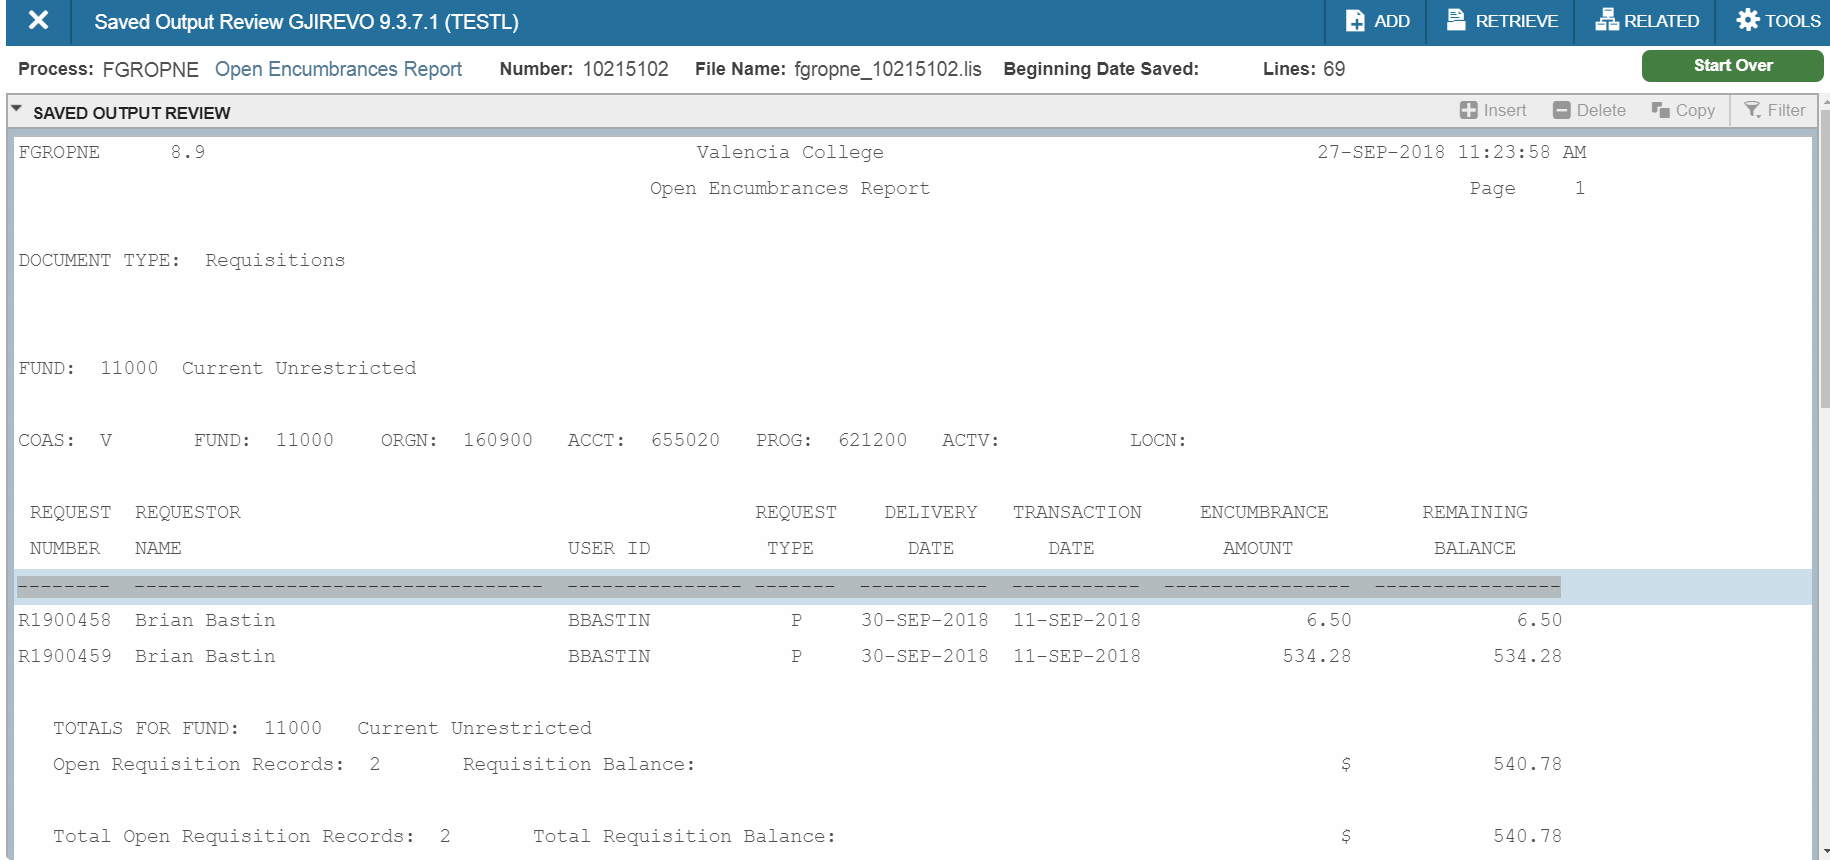 Saved Output Review GJIREVO 9.3.7.1 (TESTL) ADD RETRIEVE RELATED TOOLS
Process: FGROPNE Open Encumbrances Report Number: 10215102 File Name: fgropne_10215102.lis Beginning Date Saved: Lines: 69 Start Over
SAVED OUTPUT REVIEW Insert Delete Copy Filter
FGROPNE 8.9 Valencia College 27-SEP-2018 11:23:58 AM
Open Encumbrances Report Page 1
DOCUMENT TYPE: Requisitions
FUND: 11000 Current Unrestricted
COAS: V FUND: 11000 ORGN: 160900 ACCT: 655020 PROG: 621200 ACTV: LOCN:
REQUEST REQUESTOR REQUEST DELIVERY TRANSACTION ENCUMBRANCE REMAINING
NUMBER NAME USER ID TYPE DATE DATE AMOUNT BALANCE
-------- ----------------------------------- --------------- ------- ----------- ----------- ---------------- ----------------
R1900458 Brian Bastin BBASTIN P 30-SEP-2018 11-SEP-2018 6.50 6.50
R1900459 Brian Bastin BBASTIN P 30-SEP-2018 11-SEP-2018 534.28 534.28
TOTALS FOR FUND: 11000 Current Unrestricted
Open Requisition Records: 2 Requisition Balance: $ 540.78
Total Open Requisition Records: 2 Total Requisition Balance: $ 540.78